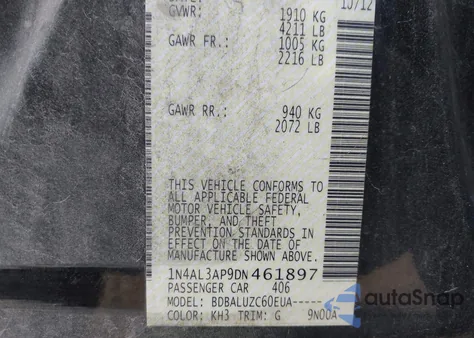 10/12
GVWR: 1910 KG
4211 LB
GAWR FR.: 1005 KG
2216 LB
GAWR RR.: 940 KG
2072 LB
THIS VEHICLE CONFORMS TO
ALL APPLICABLE FEDERAL
MOTOR VEHICLE SAFETY,
BUMPER, AND THEFT
PREVENTION STANDARDS IN
EFFECT ON THE DATE OF
MANUFACTURE SHOWN ABOVE.
1N4AL3AP9DN461897
PASSENGER CAR 406
MODEL: BDBALUZC60EUA-----
COLOR: KH3 TRIM: G 9N00A
autoSnap